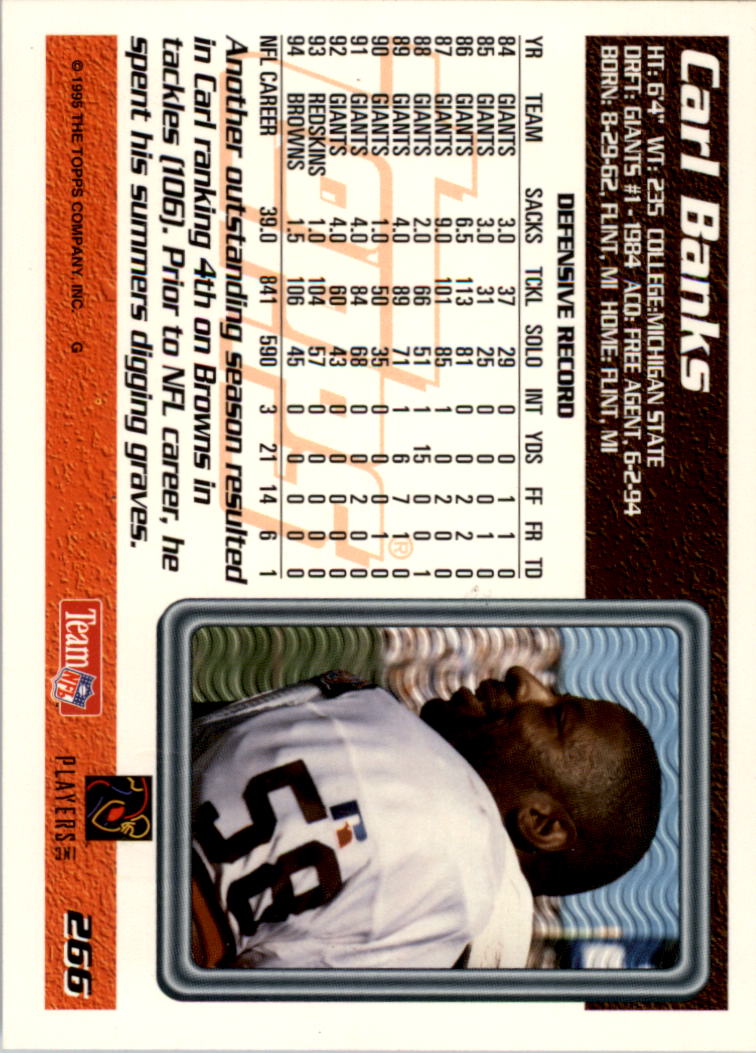 Carl Banks
HT: 6'4" WT: 235 COLLEGE: MICHIGAN STATE
DRFT: GIANTS #1 - 1984 ACQ: FREE AGENT, 6-2-94
BORN: 8-29-62, FLINT, MI HOME: FLINT, MI
DEFENSIVE RECORD
YR TEAM SACKS TCKL SOLO INT YDS FF FR TD
84 GIANTS 3.0 37 29 0 0 1 1 0
85 GIANTS 3.0 31 25 0 0 0 1 0
86 GIANTS 6.5 113 81 0 0 2 2 0
87 GIANTS 9.0 101 85 1 0 2 0 0
88 GIANTS 2.0 66 51 1 15 0 0 1
89 GIANTS 4.0 89 71 1 6 7 1 0
90 GIANTS 1.0 50 35 0 0 0 1 0
91 GIANTS 4.0 84 68 0 0 2 0 0
92 GIANTS 4.0 60 43 0 0 0 0 0
93 REDSKINS 1.0 104 57 0 0 0 0 0
94 BROWNS 1.5 106 45 0 0 0 0 0
NFL CAREER 39.0 841 590 3 21 14 6 1
Topps ®
Another outstanding season resulted
in Carl ranking 4th on Browns in
tackles (106). Prior to NFL career, he
spent his summers digging graves.
58
© 1995 THE TOPPS COMPANY, INC. G
Team NFL
PLAYERS INC
266